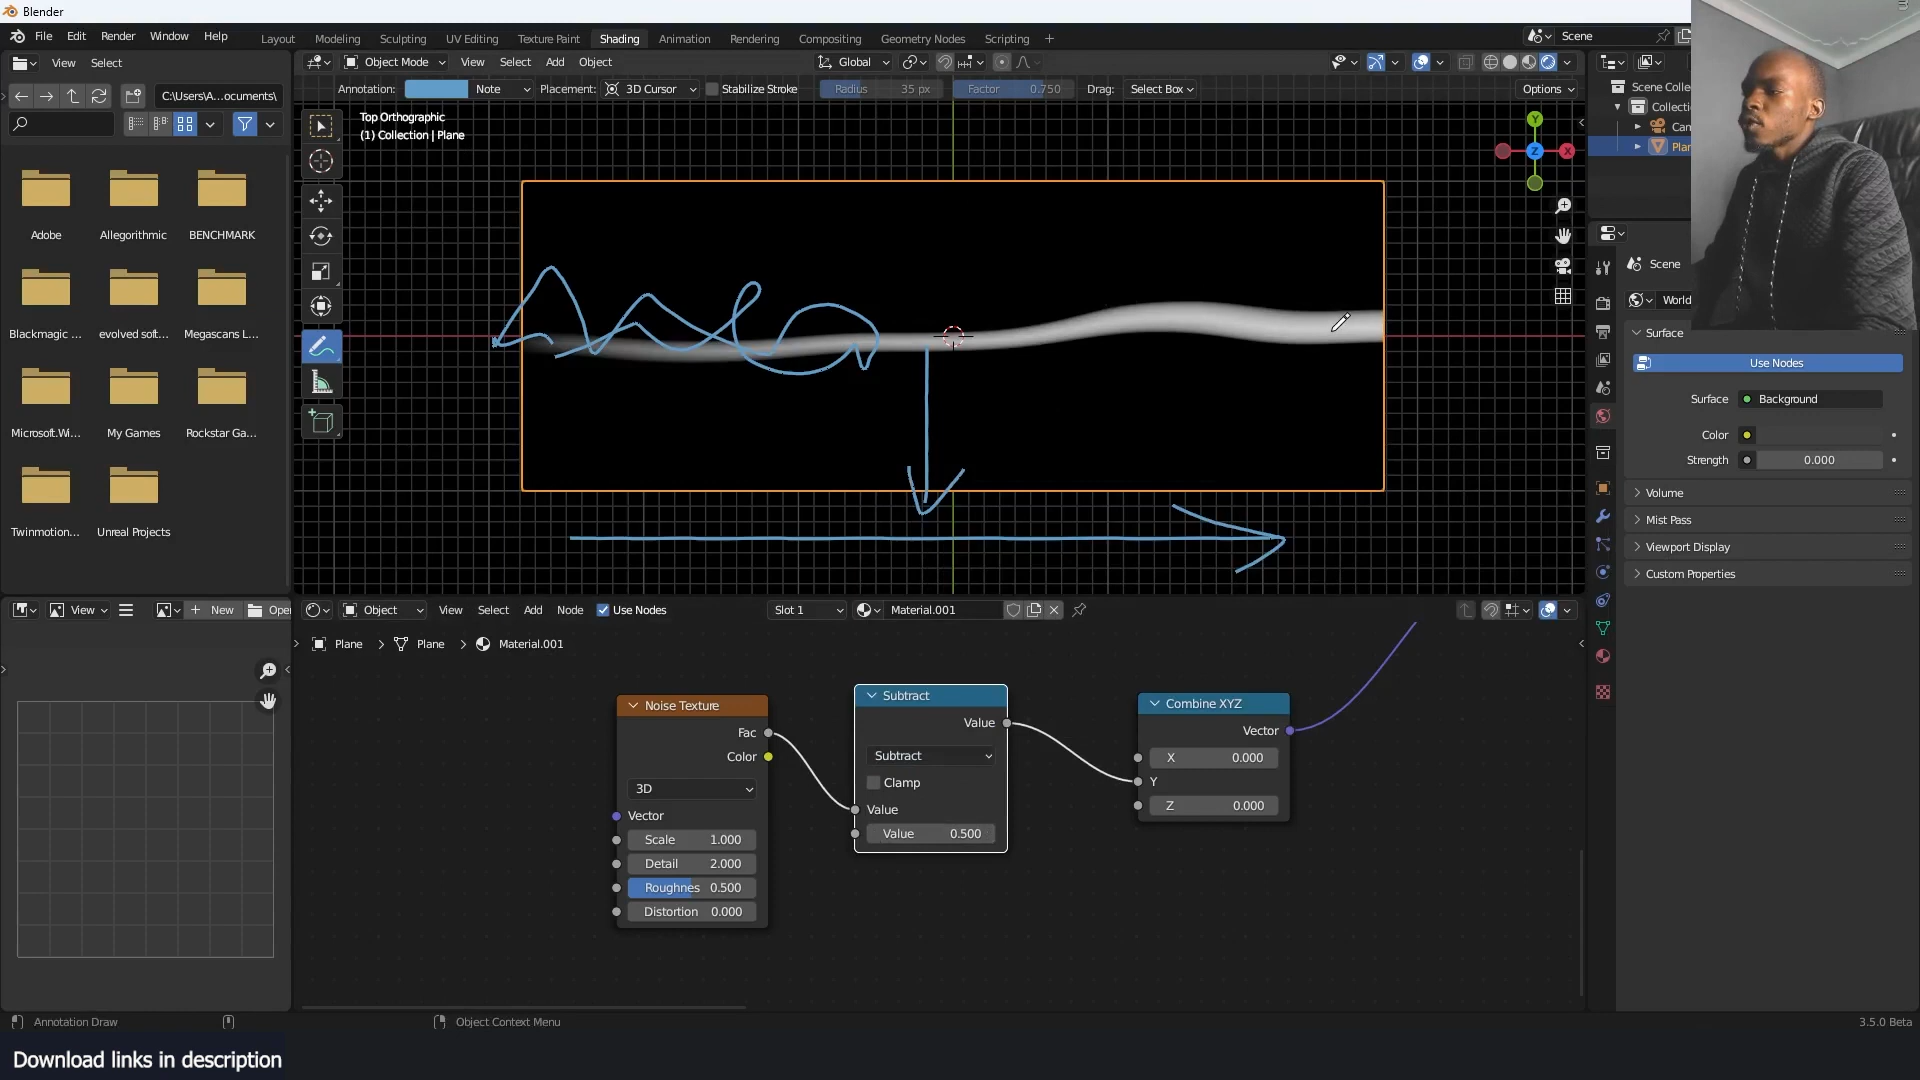 Blender
File Edit Render Window Help
Layout Modeling Sculpting UV Editing Texture Paint Shading Animation Rendering Compositing Geometry Nodes Scripting +
Scene
View Select
Object Mode View Select Add Object
Global
C:\Users\A...ocuments\
Annotation: Note Placement: 3D Cursor Stabilize Stroke Radius 35 px Factor 0.750 Drag: Select Box
Options
Top Orthographic
(1) Collection | Plane
Adobe Allegorithmic BENCHMARK
Blackmagic ... evolved soft... Megascans L...
Microsoft.Wi... My Games Rockstar Ga...
Twinmotion... Unreal Projects
Y
Z
X
Scene Colle
Collecti
Cam
Plan
Scene
World
Surface
Use Nodes
Surface Background
Color
Strength 0.000
Volume
Mist Pass
Viewport Display
Custom Properties
View New Open
Object View Select Add Node Use Nodes Slot 1 Material.001
Plane > Plane > Material.001
Noise Texture
Fac
Color
3D
Vector
Scale 1.000
Detail 2.000
Roughnes 0.500
Distortion 0.000
Subtract
Value
Subtract
Clamp
Value
Value 0.500
Combine XYZ
Vector
X 0.000
Y
Z 0.000
Annotation Draw Object Context Menu
3.5.0 Beta
Download links in description